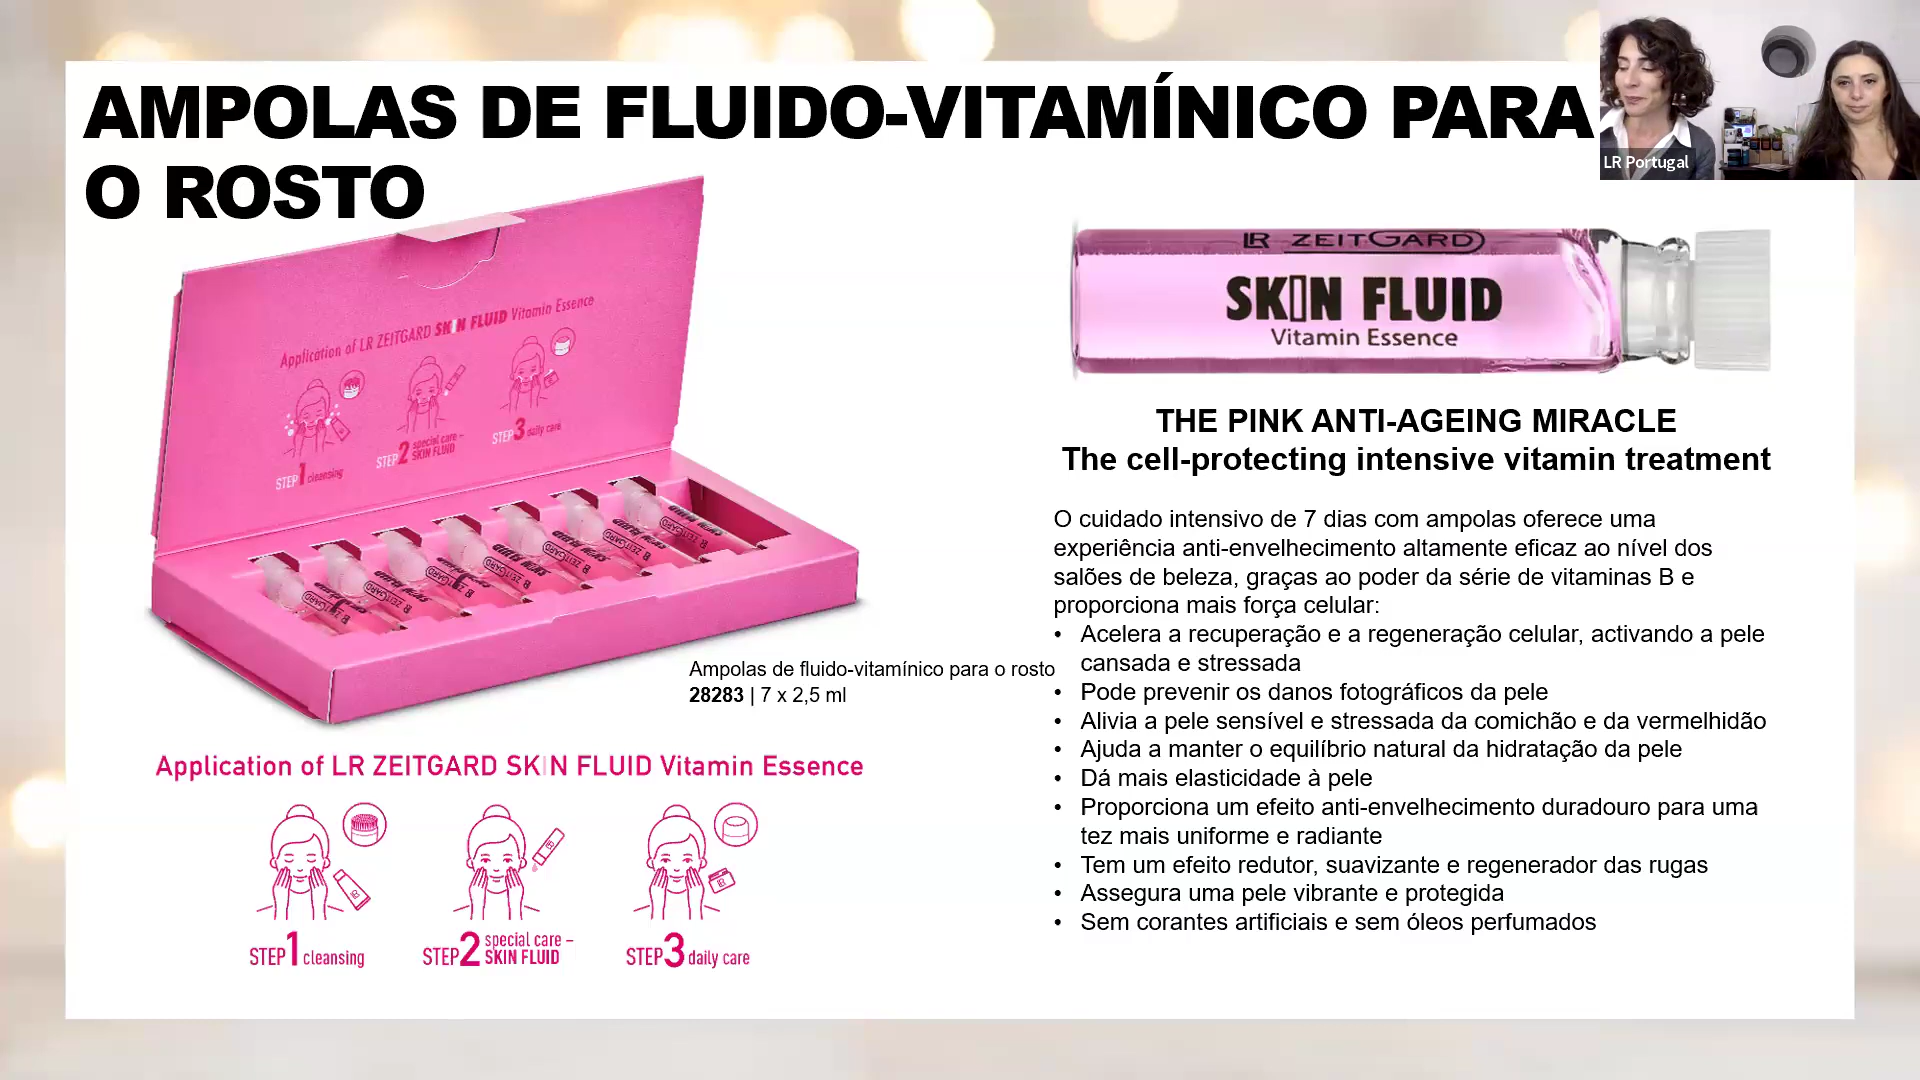 AMPOLAS DE FLUIDO-VITAMÍNICO PARA
O ROSTO
LR Portugal
Application of LR ZEITGARD SKIN FLUID Vitamin Essence
STEP 1 cleansing
STEP 2 special care –
SKIN FLUID
STEP 3 daily care
LR ZEITGARD
SKIN FLUID
Vitamin Essence
THE PINK ANTI-AGEING MIRACLE
The cell-protecting intensive vitamin treatment
O cuidado intensivo de 7 dias com ampolas oferece uma
experiência anti-envelhecimento altamente eficaz ao nível dos
salões de beleza, graças ao poder da série de vitaminas B e
proporciona mais força celular:
• Acelera a recuperação e a regeneração celular, activando a pele
cansada e stressada
• Pode prevenir os danos fotográficos da pele
• Alivia a pele sensível e stressada da comichão e da vermelhidão
• Ajuda a manter o equilíbrio natural da hidratação da pele
• Dá mais elasticidade à pele
• Proporciona um efeito anti-envelhecimento duradouro para uma
tez mais uniforme e radiante
• Tem um efeito redutor, suavizante e regenerador das rugas
• Assegura uma pele vibrante e protegida
• Sem corantes artificiais e sem óleos perfumados
Ampolas de fluido-vitamínico para o rosto
28283 | 7 x 2,5 ml
Application of LR ZEITGARD SKIN FLUID Vitamin Essence
STEP 1 cleansing
STEP 2 special care –
SKIN FLUID
STEP 3 daily care